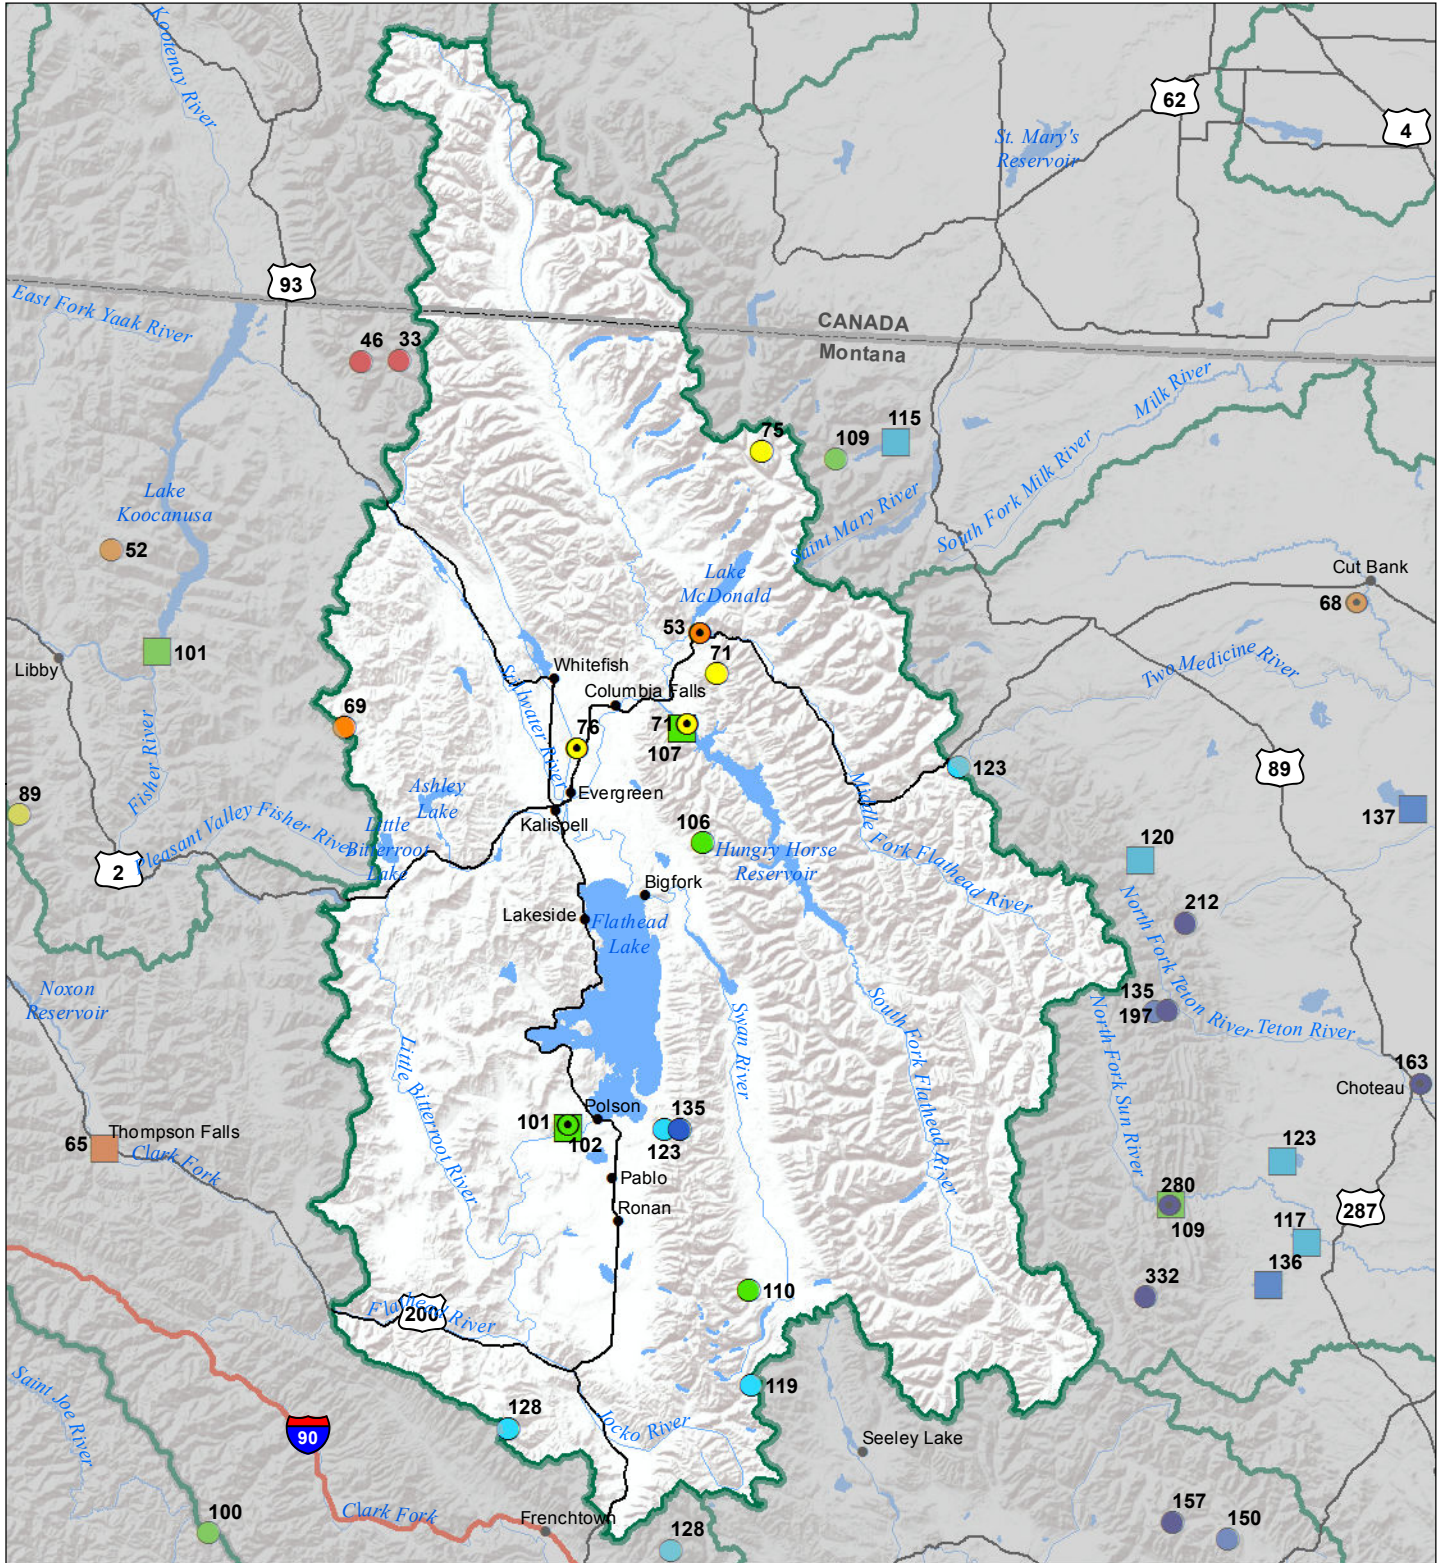 Kootenay River
62
4
St. Mary's
Reservoir
93
East Fork Yaak River
CANADA
Montana
46
33
Milk River
115
75
109
Lake
Koocanusa
South Fork Milk River
Saint Mary River
52
Lake
McDonald
Cut Bank
68
53
101
Libby
Whitefish
71
Two Medicine River
Columbia Falls
Stillwater River
69
76
71
107
Fisher River
123
89
Ashley
Lake
Evergreen
Middle Fork Flathead River
137
89
Kalispell
Pleasant Valley Fisher River
Little
Bitterroot
Lake
106
Hungry Horse
Reservoir
120
2
Bigfork
North Fork Teton River
212
Lakeside
Flathead
Lake
Noxon
Reservoir
South Fork Flathead River
Swan River
135
197
Teton River
North Fork Sun River
Little Bitterroot River
163
Choteau
Polson
101
102
135
123
Thompson Falls
65
Clark Fork
123
Pablo
280
109
Ronan
287
117
136
332
110
Flathead River
200
Saint Joe River
119
128
Jocko River
90
Seeley Lake
Clark Fork
100
Frenchtown
128
157
150